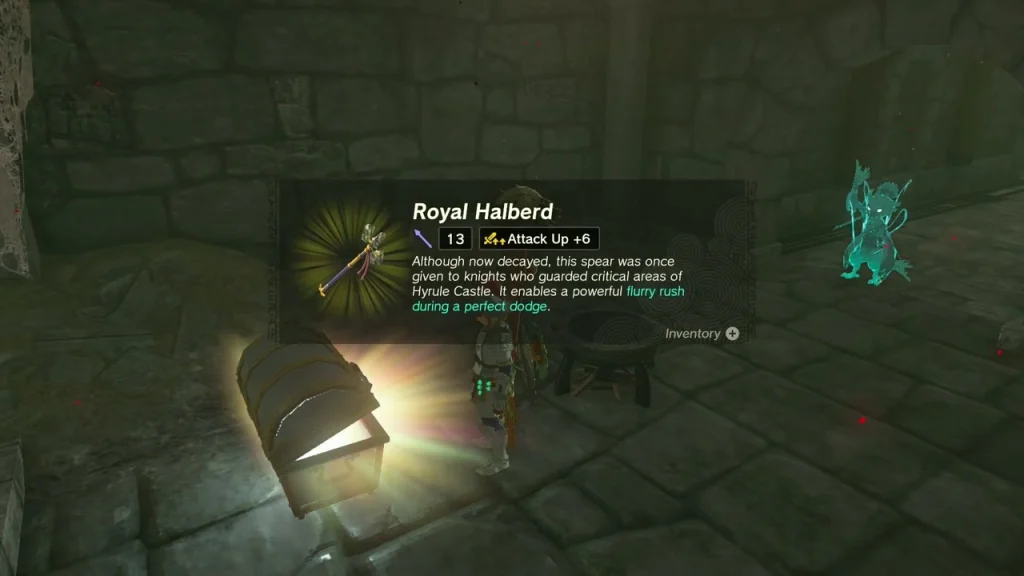 Royal Halberd
13 Attack Up +6
Although now decayed, this spear was once
given to knights who guarded critical areas of
Hyrule Castle. It enables a powerful flurry rush
during a perfect dodge.
Inventory